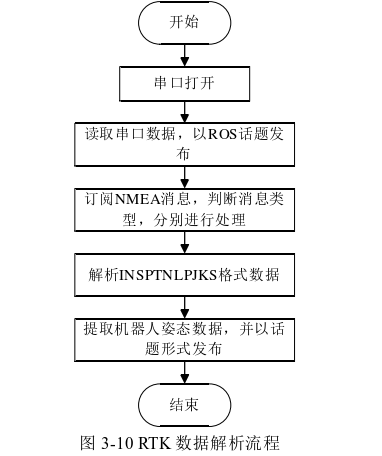 开始
串口打开
读取串口数据，以ROS话题发
布
订阅NMEA消息，判断消息类
型，分别进行处理
解析INSPTNLPJKS格式数据
提取机器人姿态数据，并以话
题形式发布
结束
图 3-10 RTK 数据解析流程